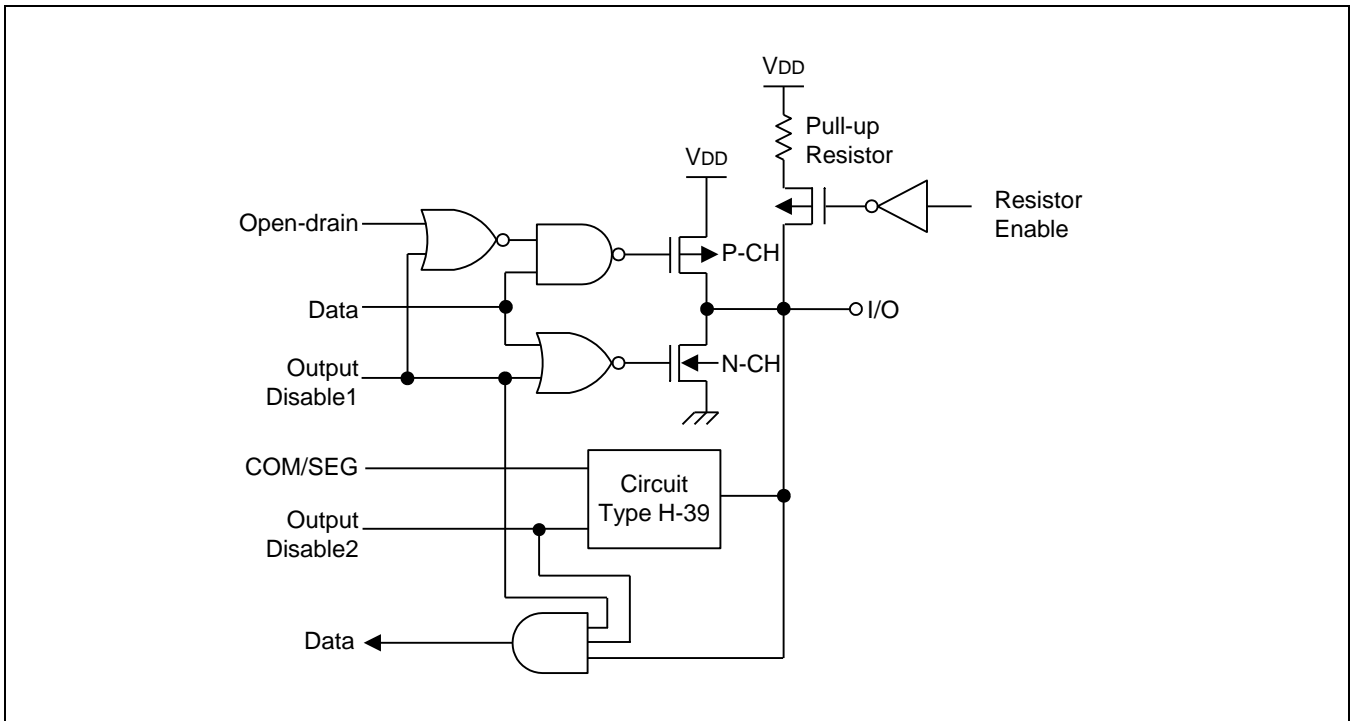 VDD
Pull-up
Resistor
VDD
Resistor
Enable
Open-drain
P-CH
Data
I/O
Output
Disable1
N-CH
COM/SEG
Circuit
Type H-39
Output
Disable2
Data